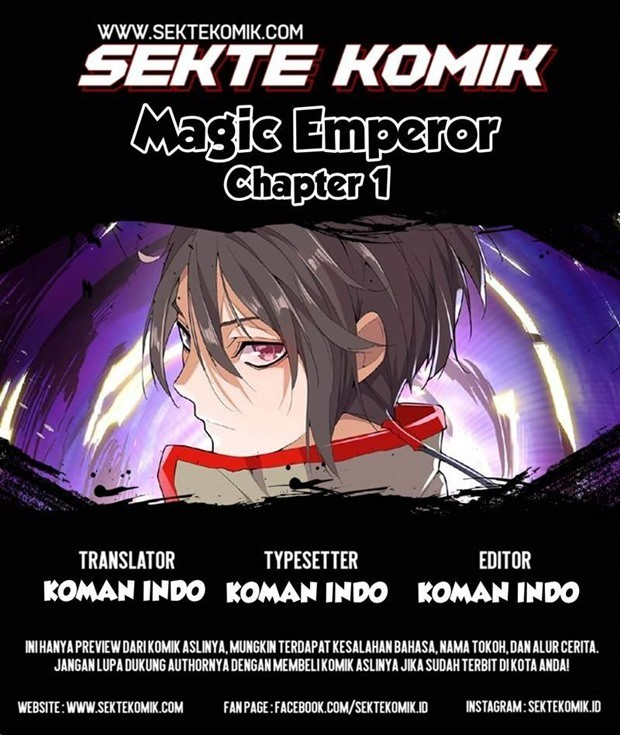 WWW.SEKTEKOMIK.COM
SEKTE KOMIK
Magic Emperor
Chapter 1
TRANSLATOR TYPESETTER EDITOR
KOMAN INDO KOMAN INDO KOMAN INDO
INI HANYA PREVIEW DARI KOMIK ASLINYA, MUNGKIN TERDAPAT KESALAHAN BAHASA, NAMA TOKOH, DAN ALUR CERITA.
JANGAN LUPA DUKUNG AUTHORNYA DENGAN MEMBELI KOMIK ASLINYA JIKA SUDAH TERBIT DI KOTA ANDA!
WEBSITE : WWW.SEKTEKOMIK.COM FAN PAGE : FACEBOOK.COM/SEKTEKOMIK.ID INSTAGRAM : SEKTEKOMIK.ID